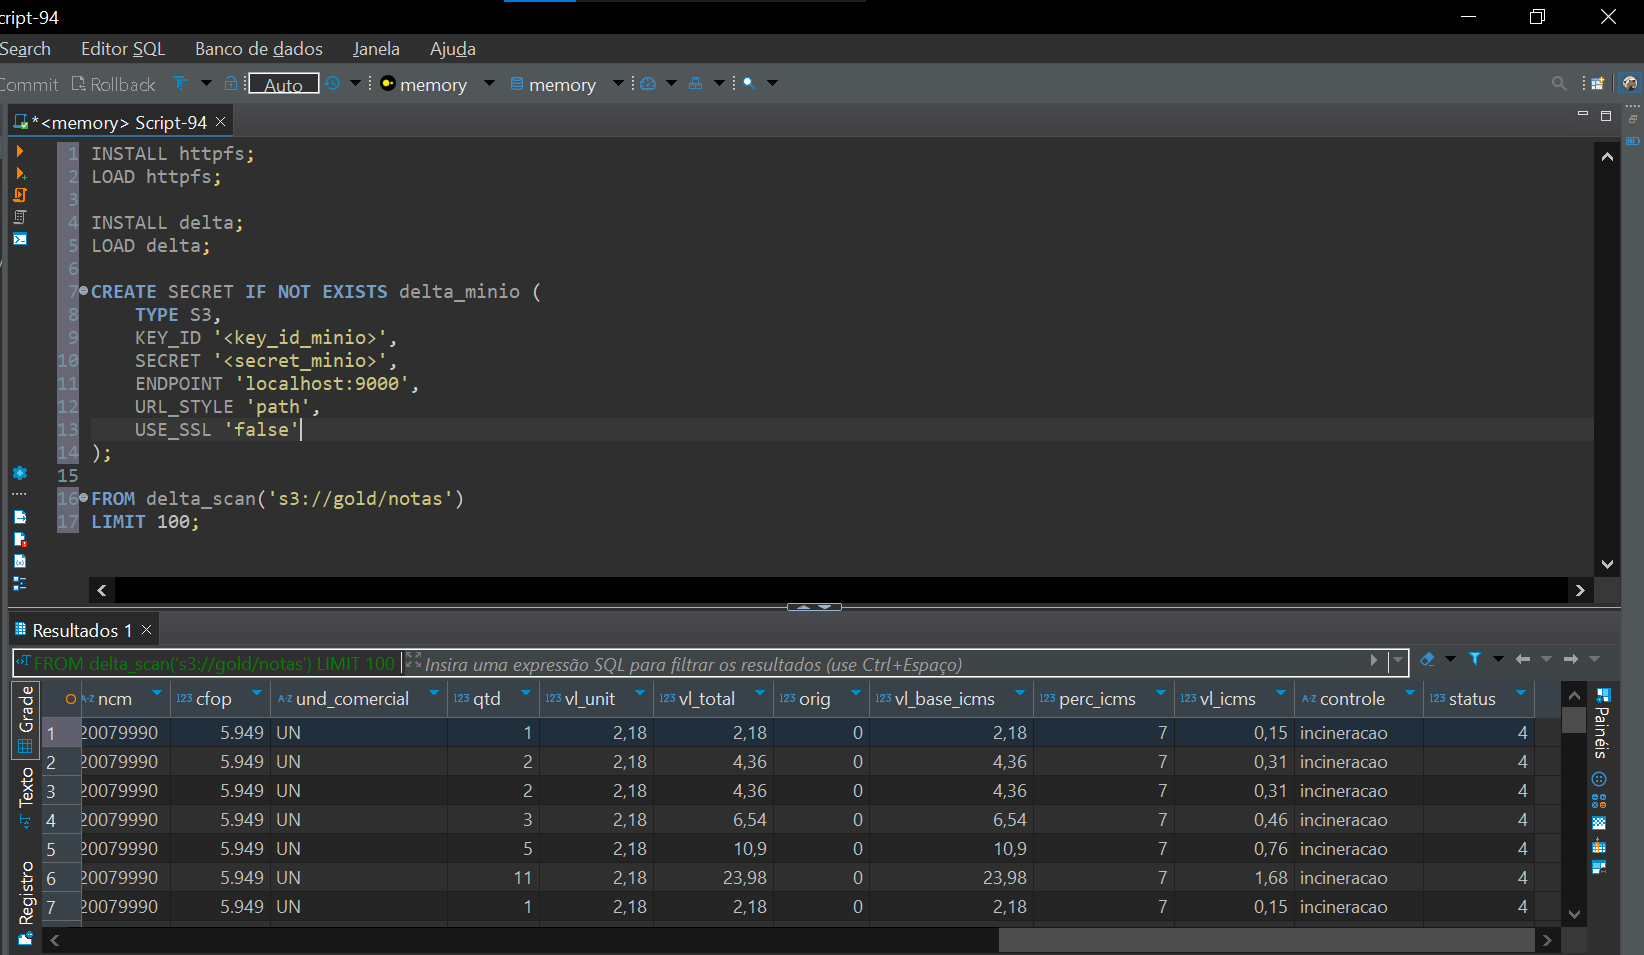 cript-94
Search Editor SQL Banco de dados Janela Ajuda
Commit Rollback Auto memory memory
*<memory> Script-94
1 INSTALL httpfs;
2 LOAD httpfs;
3
4 INSTALL delta;
5 LOAD delta;
6
7 CREATE SECRET IF NOT EXISTS delta_minio (
8 TYPE S3,
9 KEY_ID '<key_id_minio>',
10 SECRET '<secret_minio>',
11 ENDPOINT 'localhost:9000',
12 URL_STYLE 'path',
13 USE_SSL 'false'
14 );
15
16 FROM delta_scan('s3://gold/notas')
17 LIMIT 100;
Resultados 1
FROM delta_scan('s3://gold/notas') LIMIT 100 Insira uma expressão SQL para filtrar os resultados (use Ctrl+Espaço)
A-Z ncm 123 cfop A-Z und_comercial 123 qtd 123 vl_unit 123 vl_total 123 orig 123 vl_base_icms 123 perc_icms 123 vl_icms A-Z controle 123 status
1 20079990 5.949 UN 1 2,18 2,18 0 2,18 7 0,15 incineracao 4
2 20079990 5.949 UN 2 2,18 4,36 0 4,36 7 0,31 incineracao 4
3 20079990 5.949 UN 2 2,18 4,36 0 4,36 7 0,31 incineracao 4
4 20079990 5.949 UN 3 2,18 6,54 0 6,54 7 0,46 incineracao 4
5 20079990 5.949 UN 5 2,18 10,9 0 10,9 7 0,76 incineracao 4
6 20079990 5.949 UN 11 2,18 23,98 0 23,98 7 1,68 incineracao 4
7 20079990 5.949 UN 1 2,18 2,18 0 2,18 7 0,15 incineracao 4
Grade
Texto
Registro
Painéis